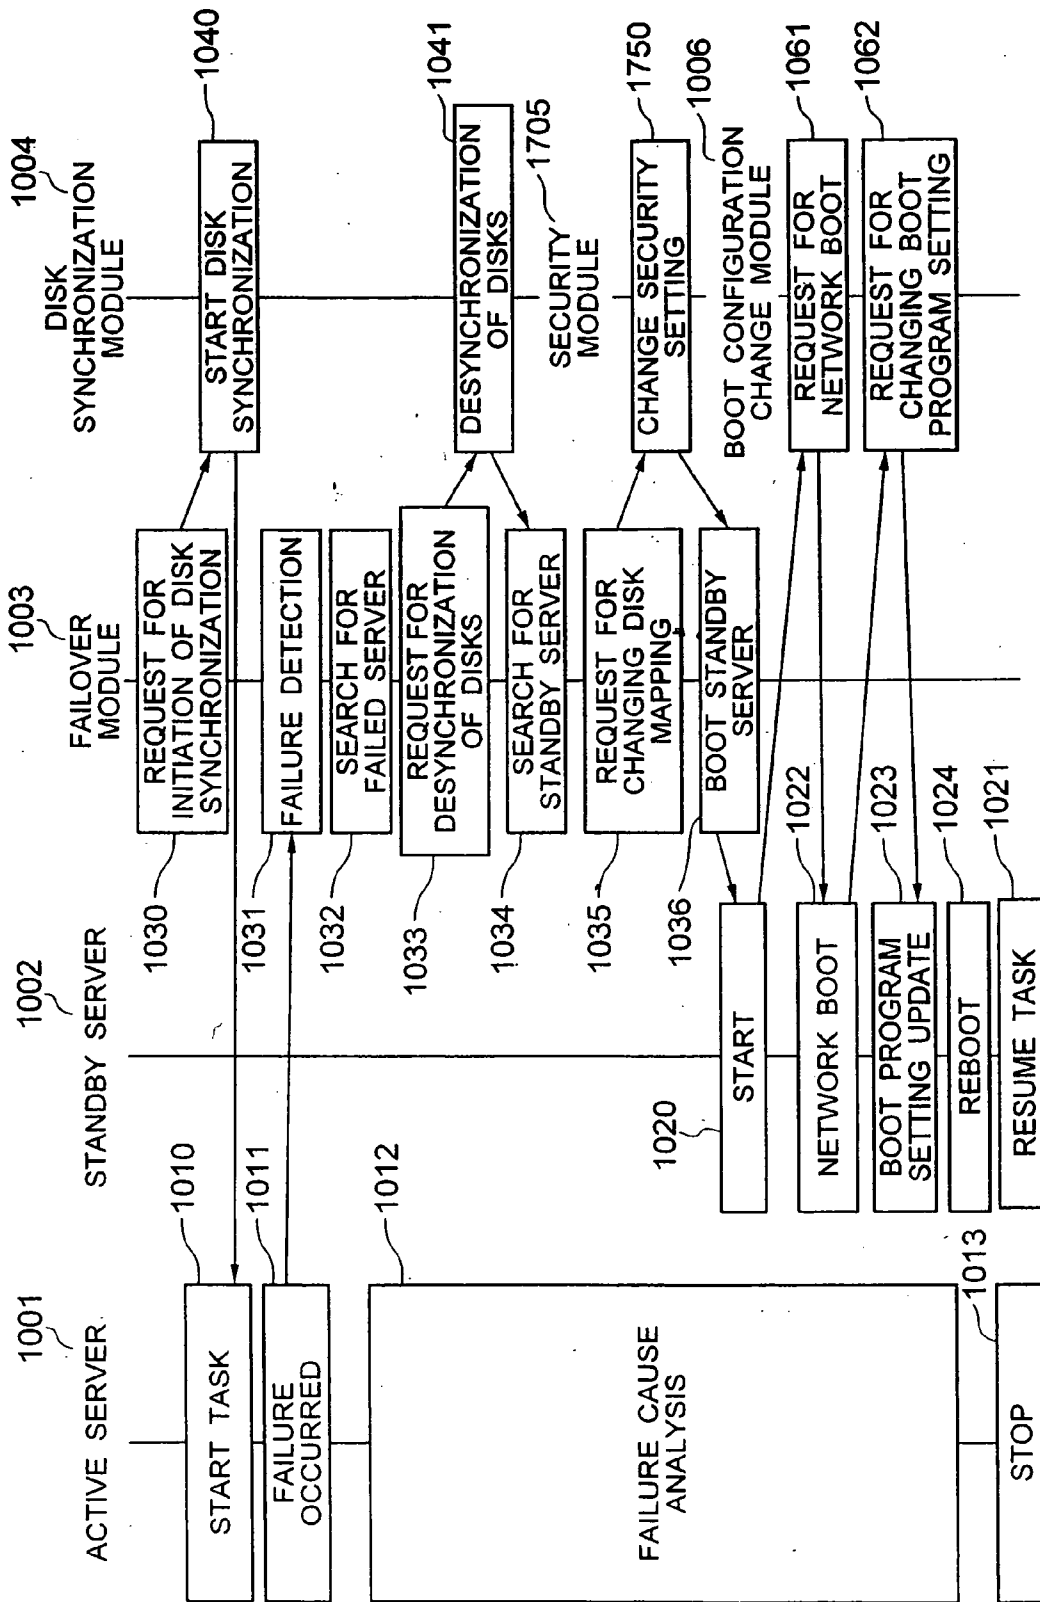 1001
ACTIVE SERVER
START TASK
1010
FAILURE
OCCURRED
1011
FAILURE CAUSE
ANALYSIS
1012
STOP
1013
1002
STANDBY SERVER
START
1020
NETWORK BOOT
1022
BOOT PROGRAM
SETTING UPDATE
1023
REBOOT
1024
RESUME TASK
1021
1003
FAILOVER
MODULE
REQUEST FOR
INITIATION OF DISK
SYNCHRONIZATION
1030
FAILURE DETECTION
1031
SEARCH FOR
FAILED SERVER
1032
REQUEST FOR
DESYNCHRONIZATION
OF DISKS
1033
SEARCH FOR
STANDBY SERVER
1034
REQUEST FOR
CHANGING DISK
MAPPING
1035
BOOT STANDBY
SERVER
1036
1004
DISK
SYNCHRONIZATION
MODULE
START DISK
SYNCHRONIZATION
1040
DESYNCHRONIZATION
OF DISKS
1041
1705
SECURITY
MODULE
CHANGE SECURITY
SETTING
1750
1006
BOOT CONFIGURATION
CHANGE MODULE
REQUEST FOR
NETWORK BOOT
1061
REQUEST FOR
CHANGING BOOT
PROGRAM SETTING
1062